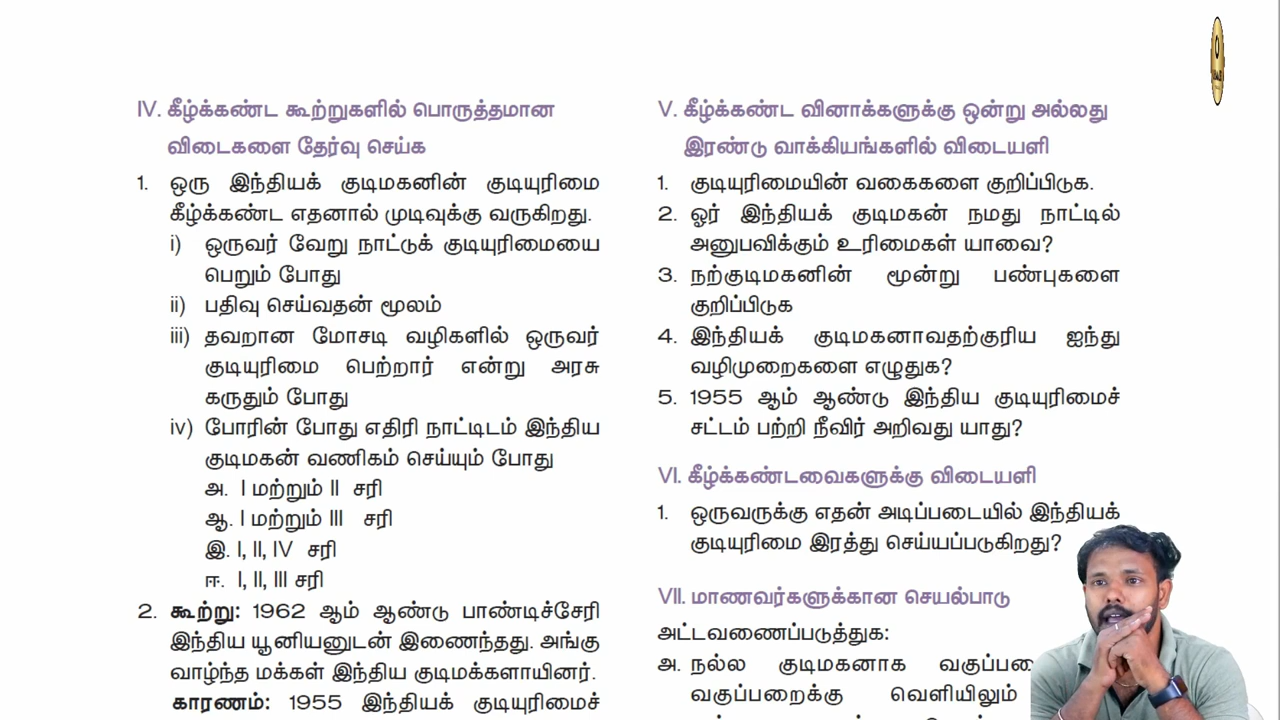 IV. கீழ்க்கண்ட கூற்றுகளில் பொருத்தமான
விடைகளை தேர்வு செய்க
1. ஒரு இந்தியக் குடிமகனின் குடியுரிமை
கீழ்க்கண்ட எதனால் முடிவுக்கு வருகிறது.
i) ஒருவர் வேறு நாட்டுக் குடியுரிமையை
பெறும் போது
ii) பதிவு செய்வதன் மூலம்
iii) தவறான மோசடி வழிகளில் ஒருவர்
குடியுரிமை பெற்றார் என்று அரசு
கருதும் போது
iv) போரின் போது எதிரி நாட்டிடம் இந்திய
குடிமகன் வணிகம் செய்யும் போது
அ. I மற்றும் II சரி
ஆ. I மற்றும் III சரி
இ. I, II, IV சரி
ஈ. I, II, III சரி
2. கூற்று: 1962 ஆம் ஆண்டு பாண்டிச்சேரி
இந்திய யூனியனுடன் இணைந்தது. அங்கு
வாழ்ந்த மக்கள் இந்திய குடிமக்களாயினர்.
காரணம்: 1955 இந்தியக் குடியுரிமைச்
V. கீழ்க்கண்ட வினாக்களுக்கு ஒன்று அல்லது
இரண்டு வாக்கியங்களில் விடையளி
1. குடியுரிமையின் வகைகளை குறிப்பிடுக.
2. ஓர் இந்தியக் குடிமகன் நமது நாட்டில்
அனுபவிக்கும் உரிமைகள் யாவை?
3. நற்குடிமகனின் மூன்று பண்புகளை
குறிப்பிடுக
4. இந்தியக் குடிமகனாவதற்குரிய ஐந்து
வழிமுறைகளை எழுதுக?
5. 1955 ஆம் ஆண்டு இந்திய குடியுரிமைச்
சட்டம் பற்றி நீவிர் அறிவது யாது?
VI. கீழ்க்கண்டவைகளுக்கு விடையளி
1. ஒருவருக்கு எதன் அடிப்படையில் இந்தியக்
குடியுரிமை இரத்து செய்யப்படுகிறது?
VII. மாணவர்களுக்கான செயல்பாடு
அட்டவணைப்படுத்துக:
அ. நல்ல குடிமகனாக
வகுப்பறைக்கு வெளியிலும்